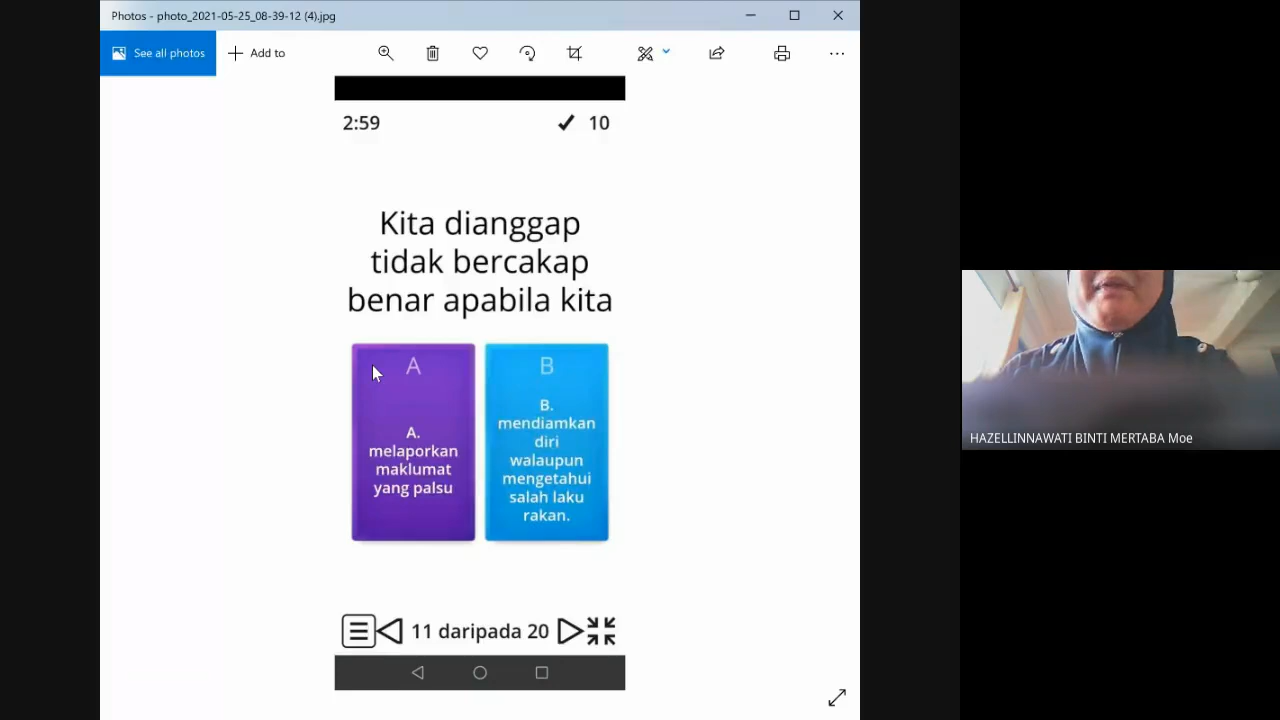 Photos - photo_2021-05-25_08-39-12 (4).jpg
See all photos
Add to
2:59
10
Kita dianggap
tidak bercakap
benar apabila kita
A
A.
melaporkan
maklumat
yang palsu
B
B.
mendiamkan
diri
walaupun
mengetahui
salah laku
rakan.
11 daripada 20
HAZELLINNAWATI BINTI MERTABA Moe